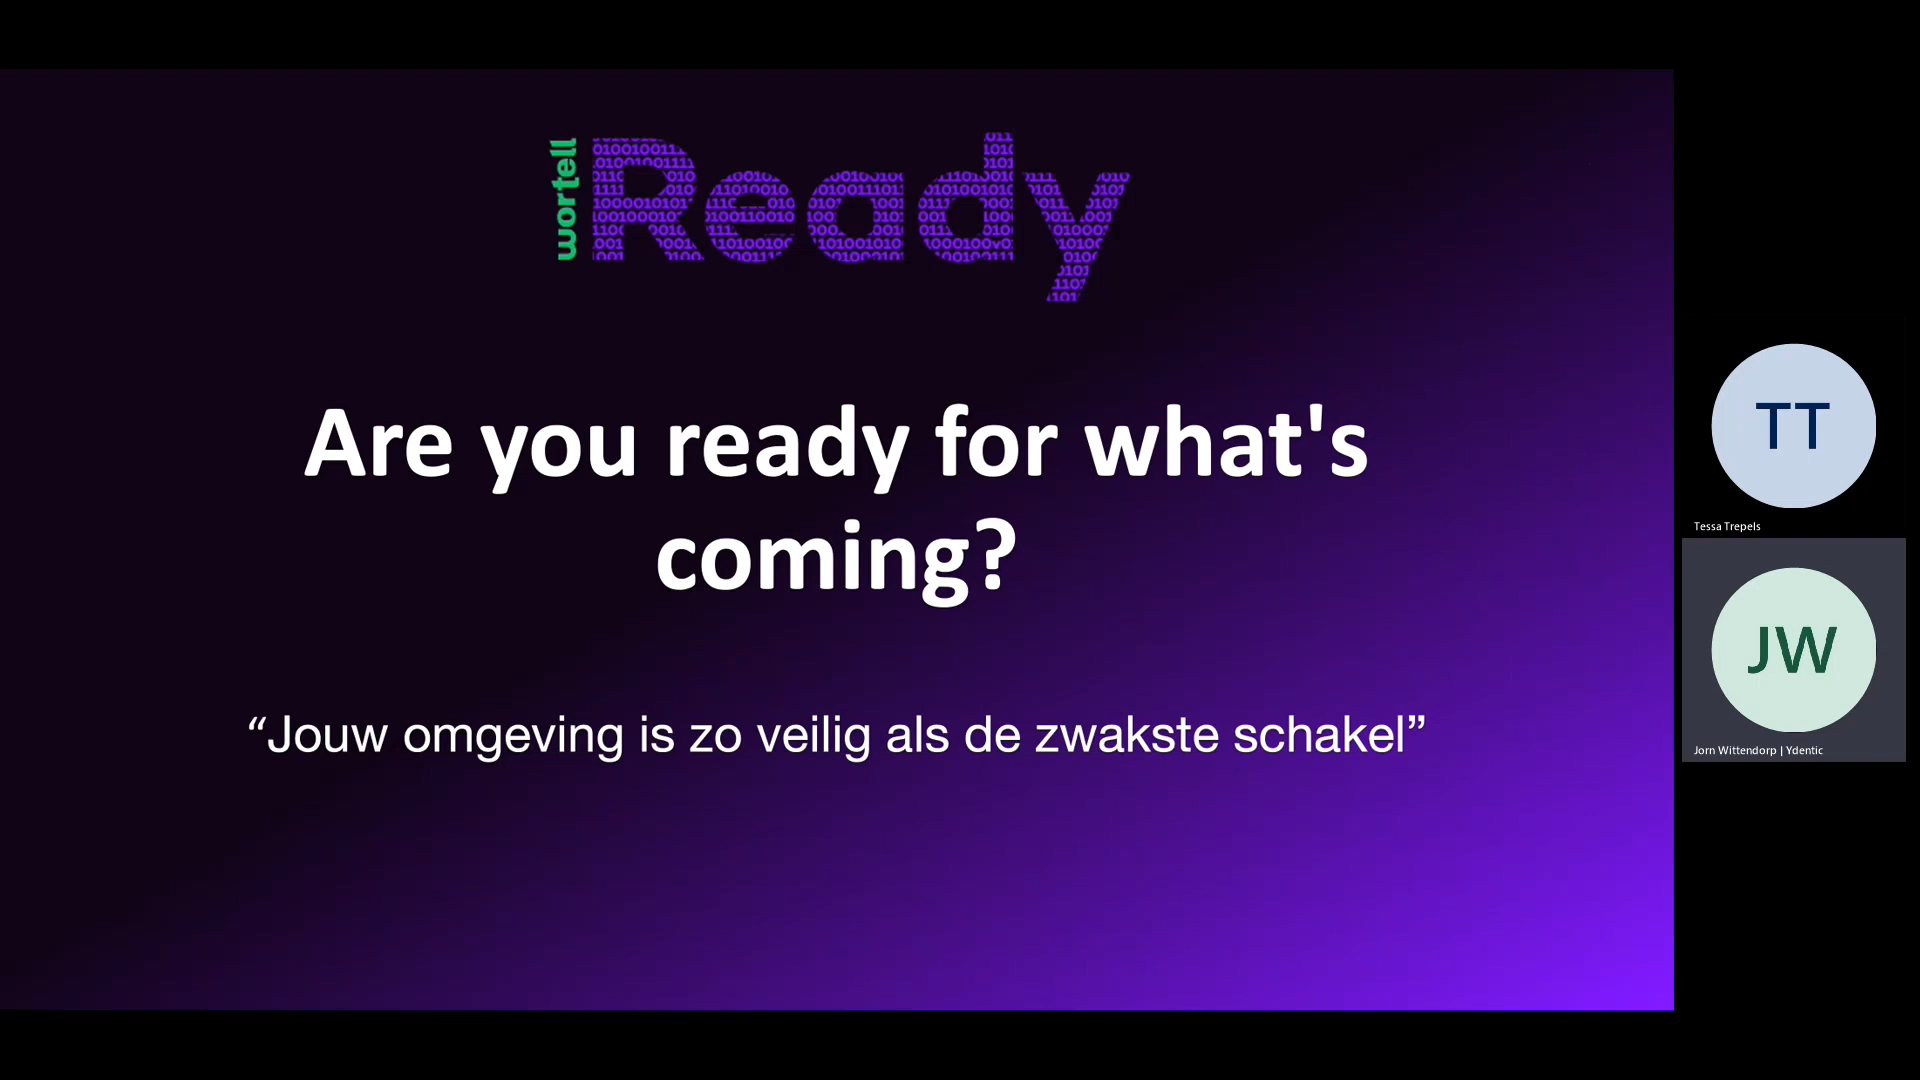 wortell
Ready
Are you ready for what's
coming?
“Jouw omgeving is zo veilig als de zwakste schakel”
TT
Tessa Trepels
JW
Jorn Wittendorp | Ydentic